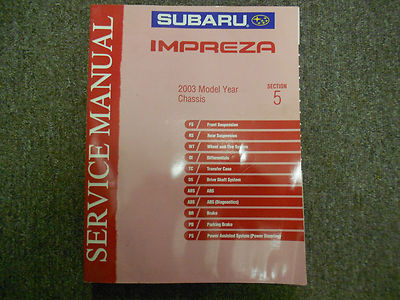 SERVICE MANUAL
SUBARU
IMPREZA
2003 Model Year
Chassis
SECTION
5
FS Front Suspension
RS Rear Suspension
WT Wheel and Tire System
DI Differentials
TC Transfer Case
DS Drive Shaft System
ABS ABS
ABS ABS (Diagnostics)
BR Brake
PB Parking Brake
PS Power Assisted System (Power Steering)